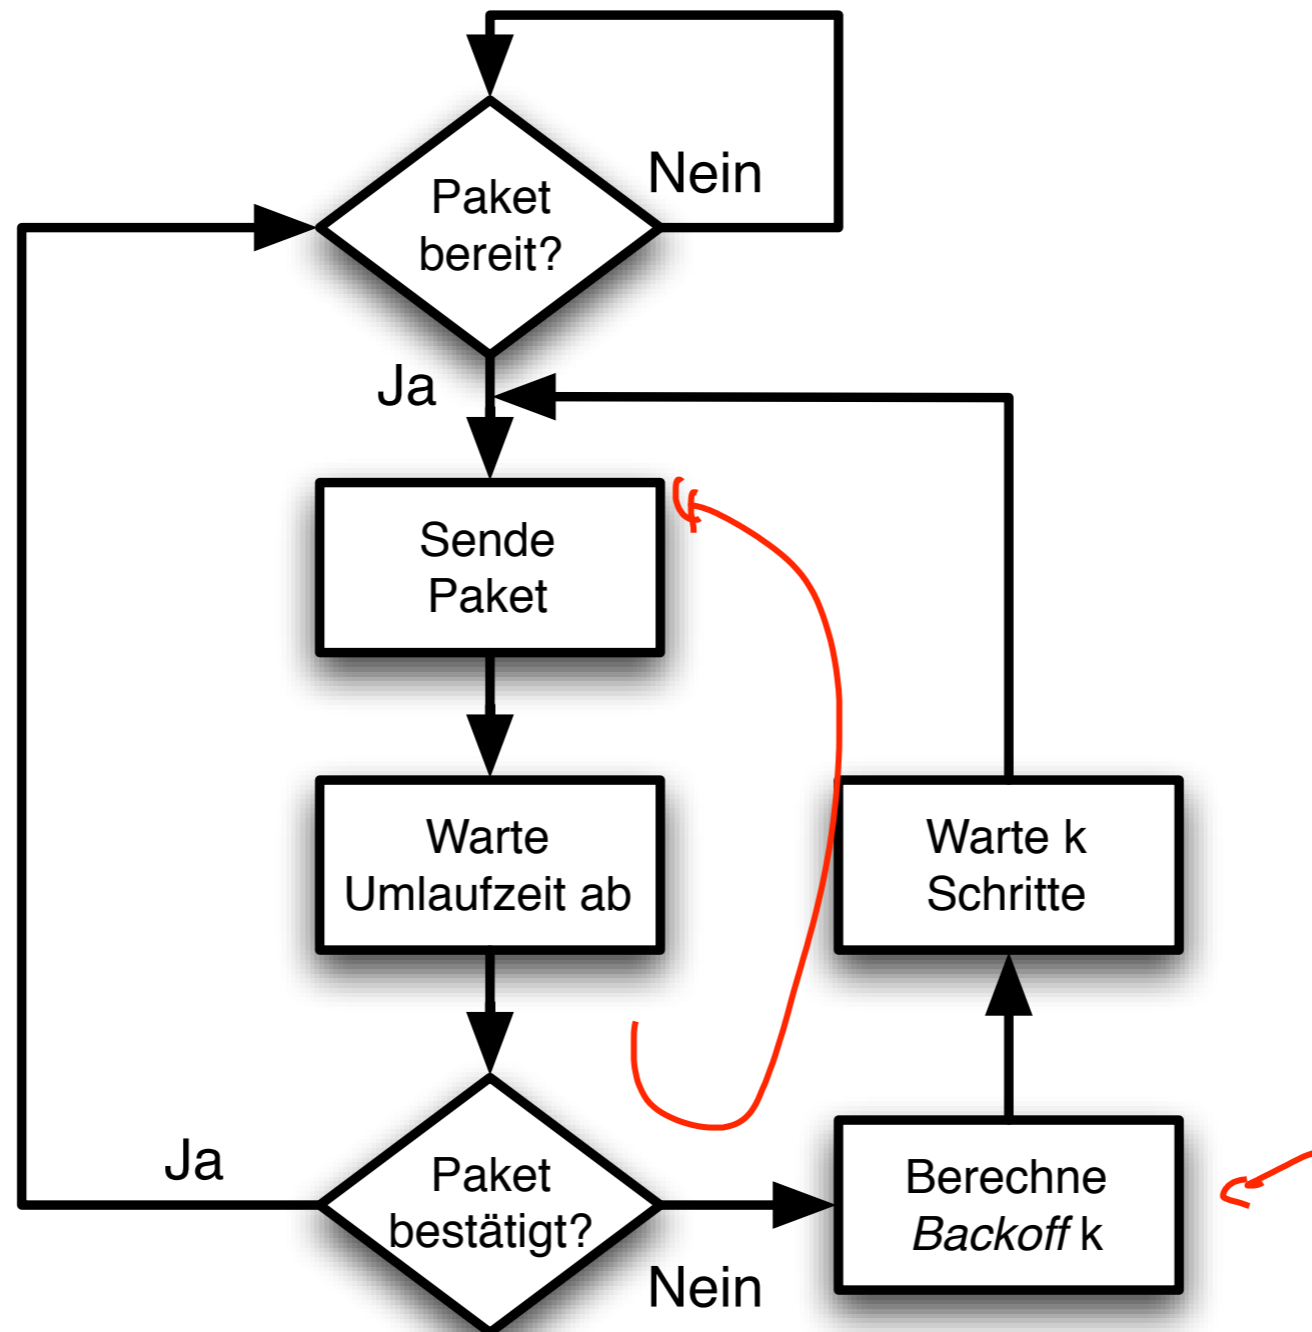 Paket
bereit?
Nein
Ja
Sende
Paket
Warte
Umlaufzeit ab
Warte k
Schritte
Paket
bestätigt?
Ja
Nein
Berechne
Backoff k